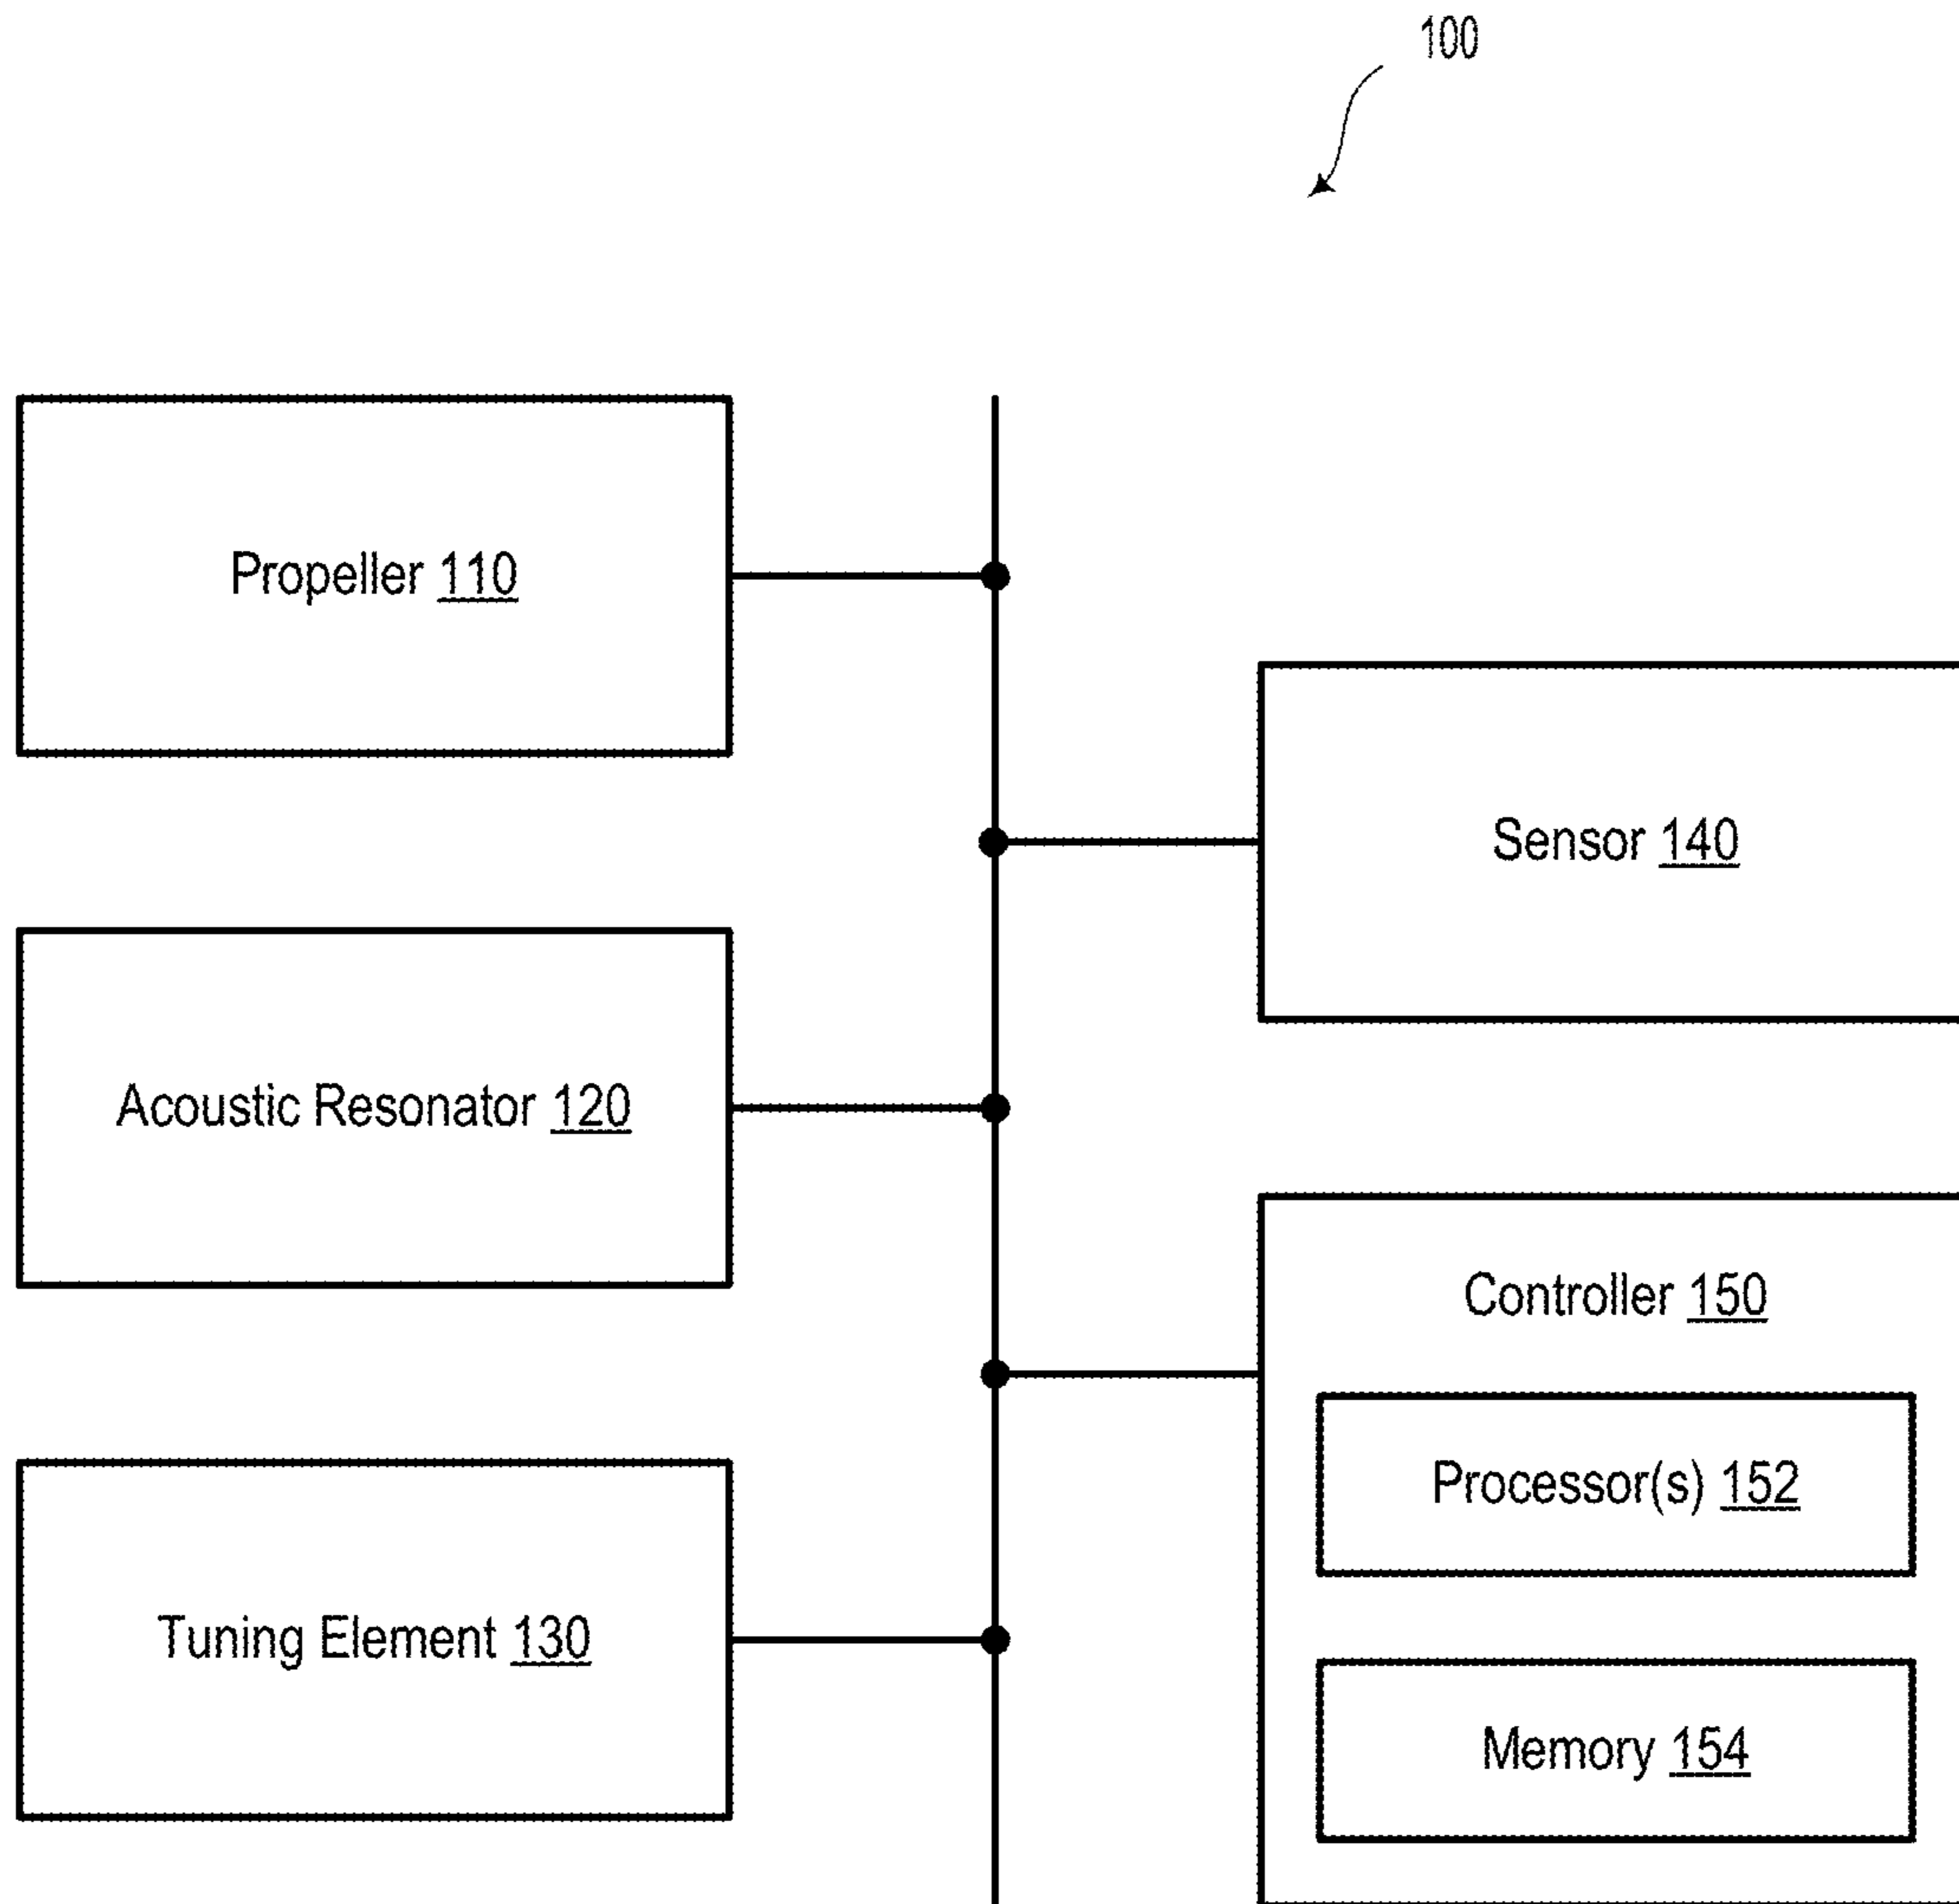 100
Propeller 110
Sensor 140
Acoustic Resonator 120
Controller 150
Processor(s) 152
Tuning Element 130
Memory 154